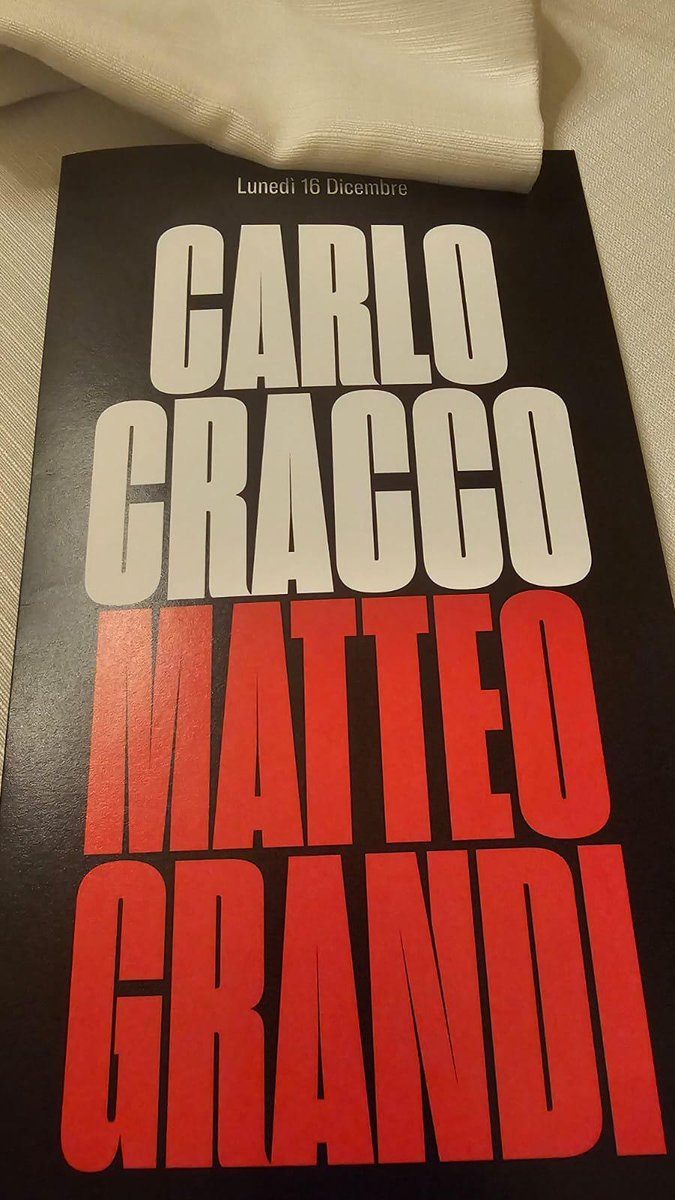 Lunedì 16 Dicembre
CARLO
CRACCO
MATTEO
GRANDI